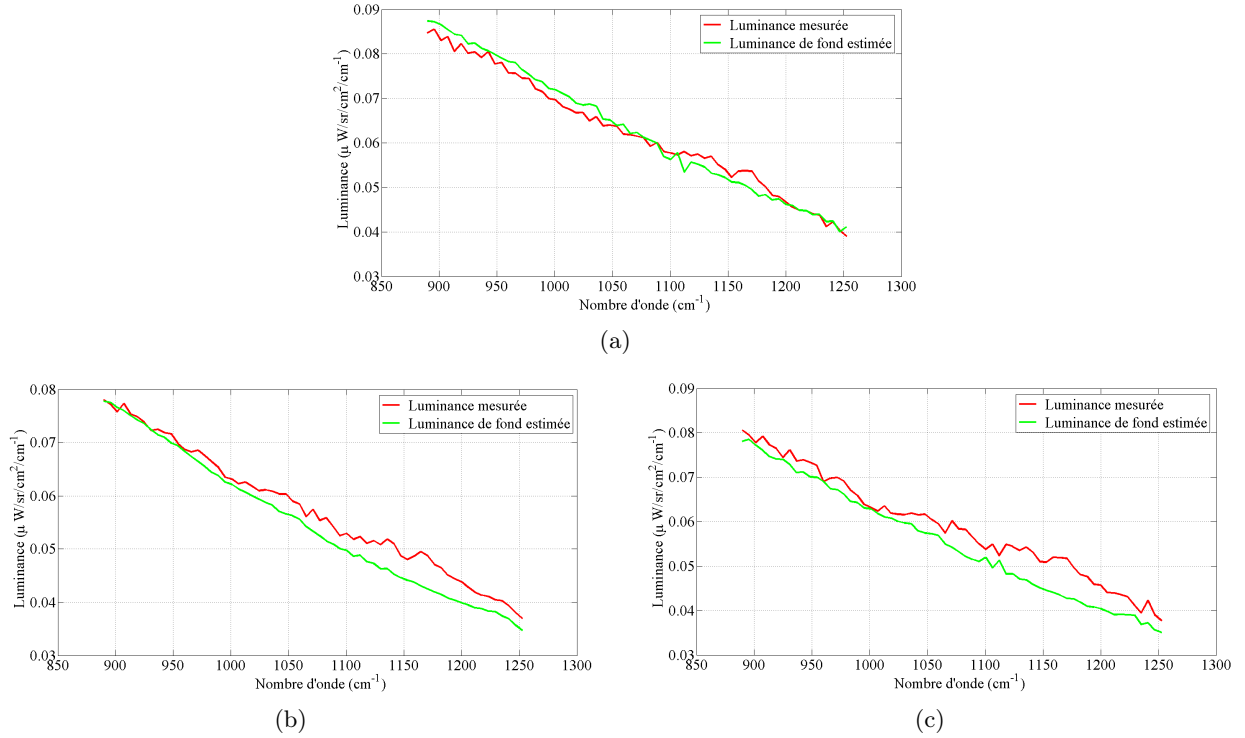 0.09
0.08
0.07
0.06
0.05
0.04
0.03
850 900 950 1000 1050 1100 1150 1200 1250 1300
Luminance (µ W/sr/cm²/cm⁻¹)
Nombre d'onde (cm⁻¹)
Luminance mesurée
Luminance de fond estimée
(a)
0.08
0.07
0.06
0.05
0.04
0.03
850 900 950 1000 1050 1100 1150 1200 1250 1300
Luminance (µ W/sr/cm²/cm⁻¹)
Nombre d'onde (cm⁻¹)
Luminance mesurée
Luminance de fond estimée
(b)
0.09
0.08
0.07
0.06
0.05
0.04
0.03
850 900 950 1000 1050 1100 1150 1200 1250 1300
Luminance (µ W/sr/cm²/cm⁻¹)
Nombre d'onde (cm⁻¹)
Luminance mesurée
Luminance de fond estimée
(c)